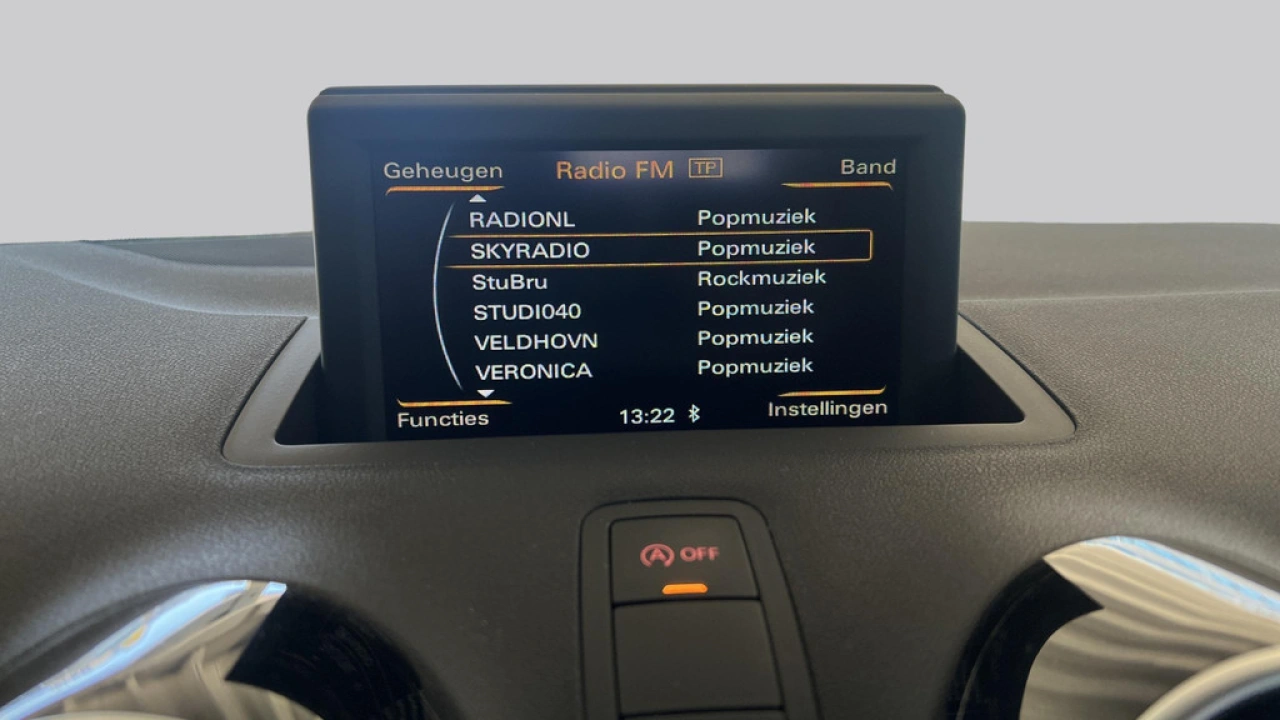 Geheugen Radio FM TP Band
RADIONL Popmuziek
SKYRADIO Popmuziek
StuBru Rockmuziek
STUDI040 Popmuziek
VELDHOVN Popmuziek
VERONICA Popmuziek
Functies 13:22 Instellingen
A OFF